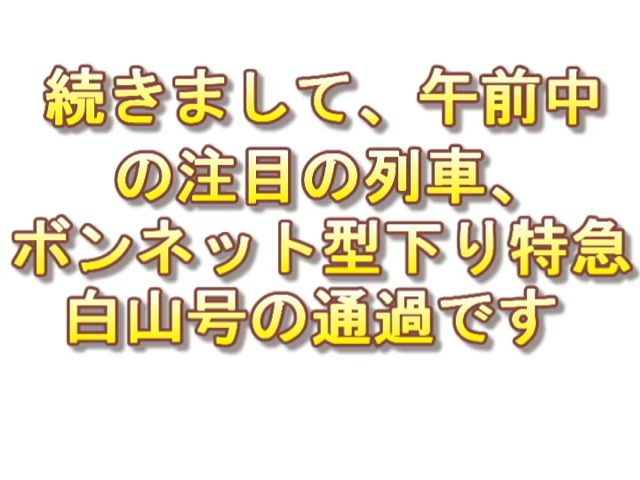 続きまして、午前中
の注目の列車、
ボンネット型下り特急
白山号の通過です